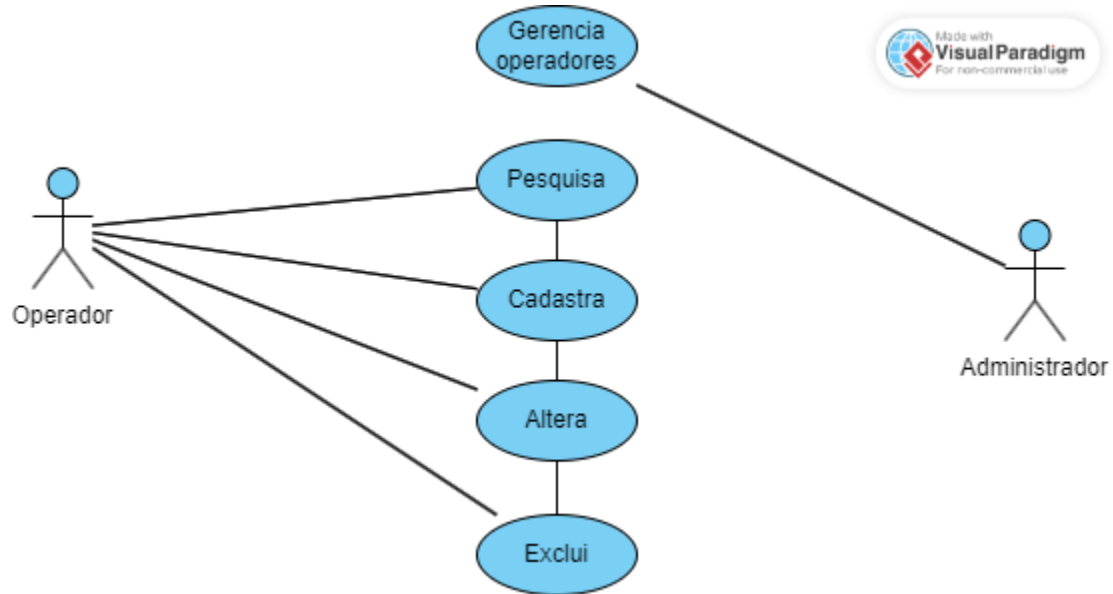 Gerencia
operadores
Made with
Visual Paradigm
For non-commercial use
Pesquisa
Operador
Cadastra
Administrador
Altera
Exclui